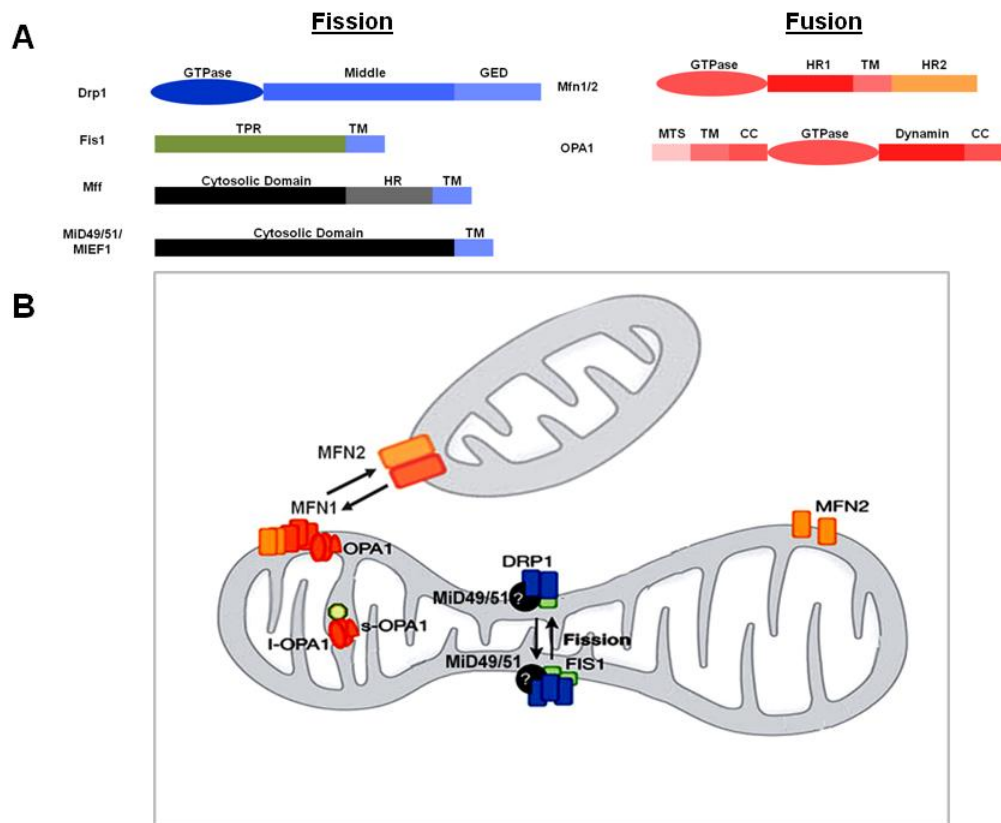 A
Fission
Fusion
GTPase Middle GED
Drp1
TPR TM
Fis1
Cytosolic Domain HR TM
Mff
Cytosolic Domain TM
MiD49/51/
MIEF1
GTPase HR1 TM HR2
Mfn1/2
MTS TM CC GTPase Dynamin CC
OPA1
B
MFN2
MFN1
OPA1
s-OPA1
l-OPA1
DRP1
MiD49/51
?
Fission
MiD49/51
FIS1
?
MFN2